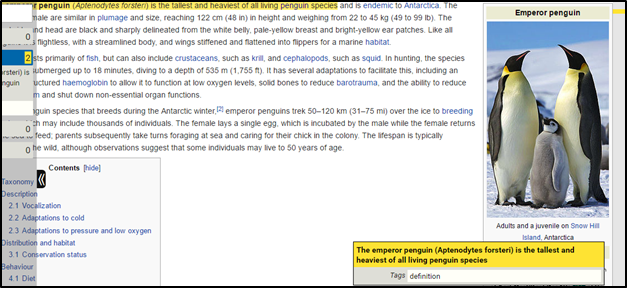 emperor penguin (Aptenodytes forsteri) is the tallest and heaviest of all living penguin species and is endemic to Antarctica. The
male are similar in plumage and size, reaching 122 cm (48 in) in height and weighing from 22 to 45 kg (49 to 99 lb). The
and head are black and sharply delineated from the white belly, pale-yellow breast and bright-yellow ear patches. Like all
flightless, with a streamlined body, and wings stiffened and flattened into flippers for a marine habitat.
0
2
sts primarily of fish, but can also include crustaceans, such as krill, and cephalopods, such as squid. In hunting, the species
submerged up to 18 minutes, diving to a depth of 535 m (1,755 ft). It has several adaptations to facilitate this, including an
orsteri) is
nguin
tructured haemoglobin to allow it to function at low oxygen levels, solid bones to reduce barotrauma, and the ability to reduce
m and shut down non-essential organ functions.
0
nguin species that breeds during the Antarctic winter,[2] emperor penguins trek 50–120 km (31–75 mi) over the ice to breeding
ch may include thousands of individuals. The female lays a single egg, which is incubated by the male while the female returns
0
feed; parents subsequently take turns foraging at sea and caring for their chick in the colony. The lifespan is typically
0
he wild, although observations suggest that some individuals may live to 50 years of age.
Contents [hide]
Taxonomy
Description
2.1 Vocalization
2.2 Adaptations to cold
2.3 Adaptations to pressure and low oxygen
Distribution and habitat
3.1 Conservation status
Behaviour
4.1 Diet
Emperor penguin
Adults and a juvenile on Snow Hill
Island, Antarctica
The emperor penguin (Aptenodytes forsteri) is the tallest and
heaviest of all living penguin species
Tags definition